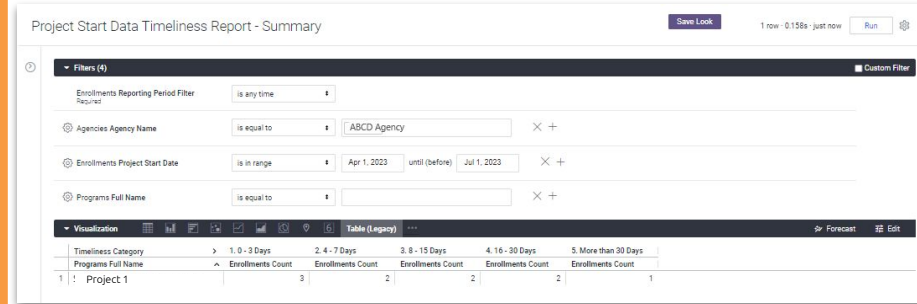 Project Start Data Timeliness Report - Summary
Save Look
1 row · 0.158s · just now
Run
Filters (4)
Custom Filter
Enrollments Reporting Period Filter
Required
is any time
Agencies Agency Name
is equal to
ABCD Agency
Enrollments Project Start Date
is in range
Apr 1, 2023
until (before)
Jul 1, 2023
Programs Full Name
is equal to
Visualization
6
Table (Legacy)
Forecast
Edit
Timeliness Category 1. 0 - 3 Days 2. 4 - 7 Days 3. 8 - 15 Days 4. 16 - 30 Days 5. More than 30 Days
Programs Full Name Enrollments Count Enrollments Count Enrollments Count Enrollments Count Enrollments Count
1 Project 1 3 2 2 2 1